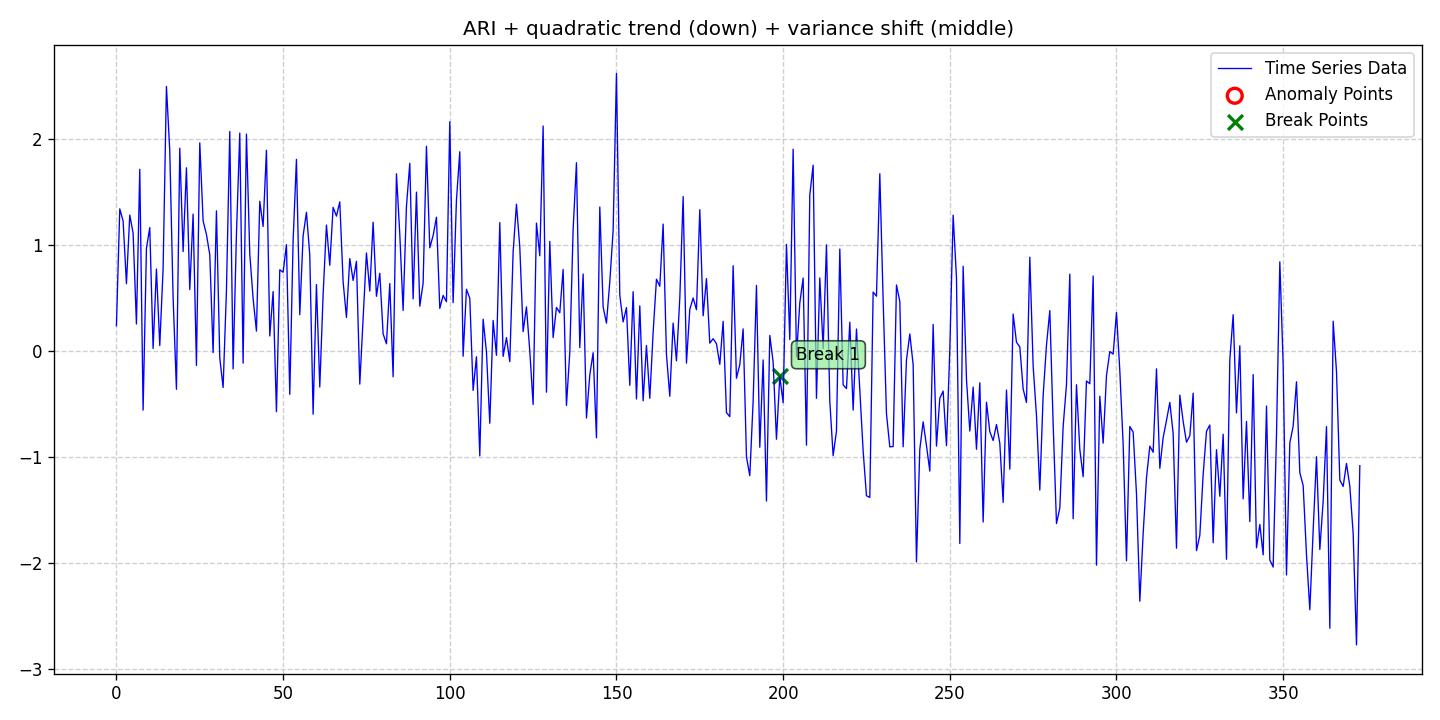 ARI + quadratic trend (down) + variance shift (middle)
Time Series Data
Anomaly Points
Break Points
Break 1
2
1
0
−1
−2
−3
0 50 100 150 200 250 300 350